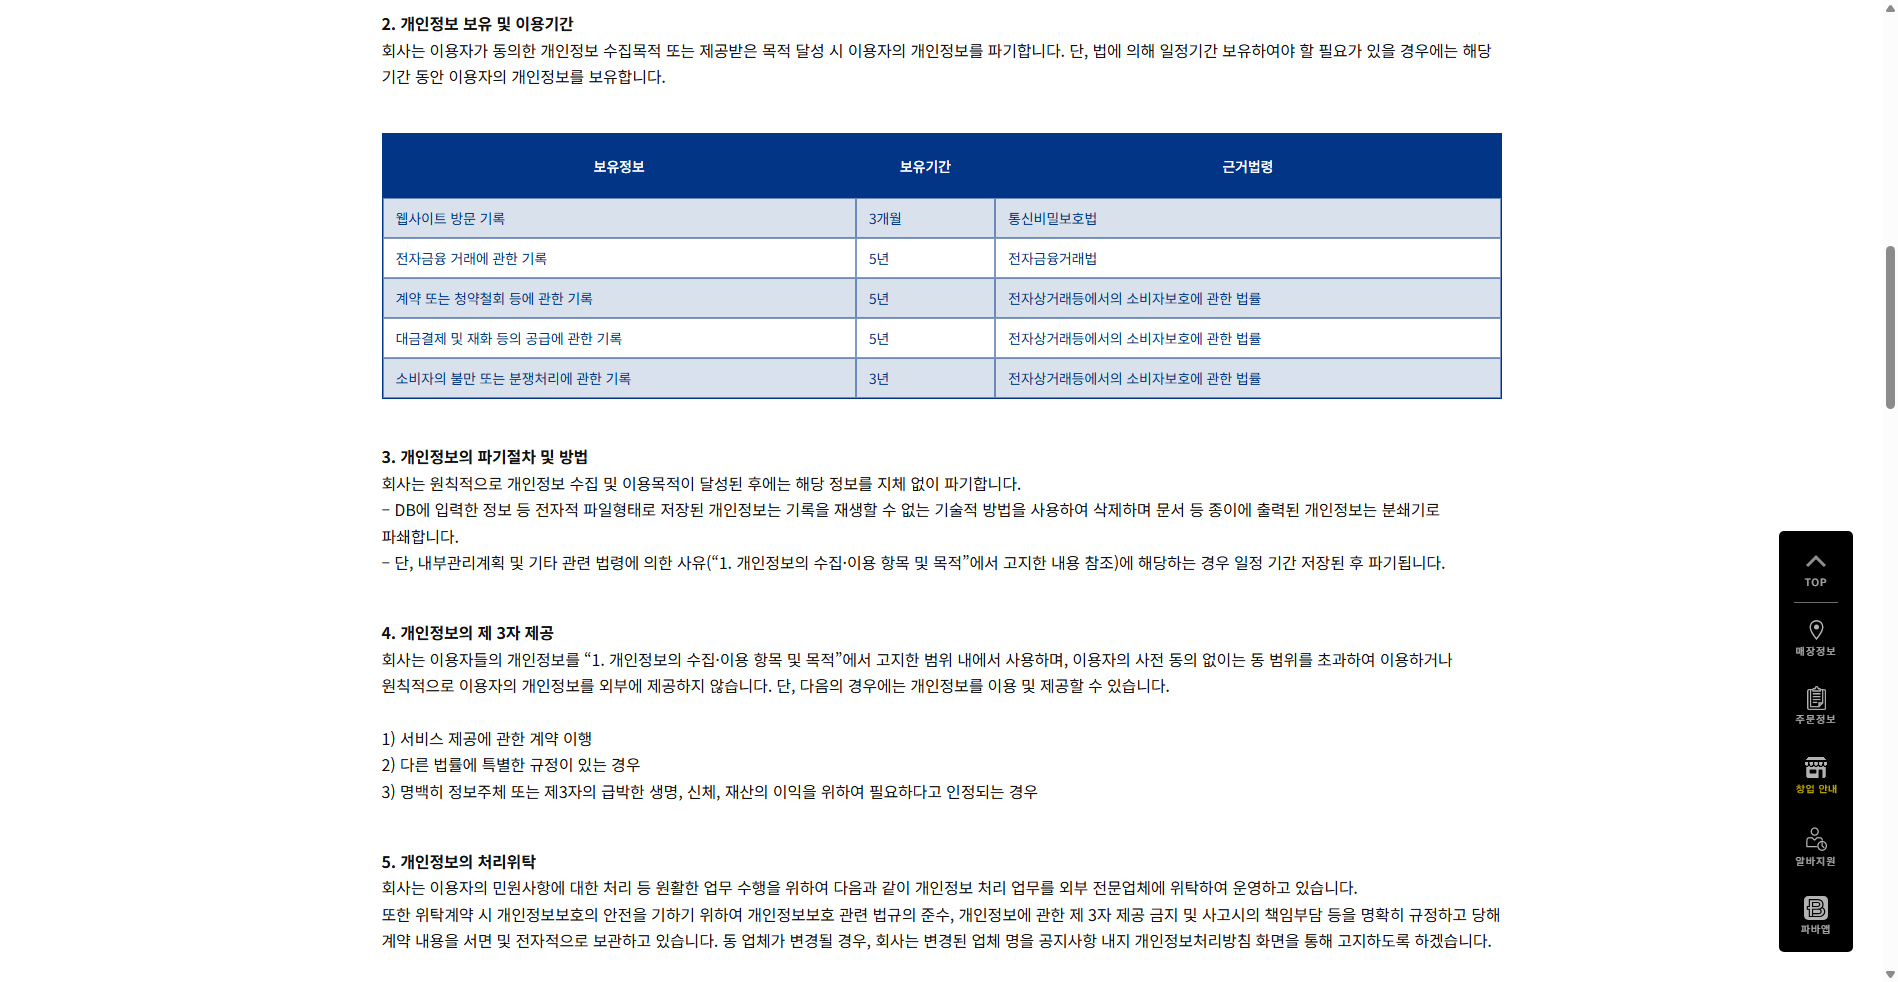 2. 개인정보 보유 및 이용기간
회사는 이용자가 동의한 개인정보 수집목적 또는 제공받은 목적 달성 시 이용자의 개인정보를 파기합니다. 단, 법에 의해 일정기간 보유하여야 할 필요가 있을 경우에는 해당
기간 동안 이용자의 개인정보를 보유합니다.
보유정보 보유기간 근거법령
웹사이트 방문 기록 3개월 통신비밀보호법
전자금융 거래에 관한 기록 5년 전자금융거래법
계약 또는 청약철회 등에 관한 기록 5년 전자상거래등에서의 소비자보호에 관한 법률
대금결제 및 재화 등의 공급에 관한 기록 5년 전자상거래등에서의 소비자보호에 관한 법률
소비자의 불만 또는 분쟁처리에 관한 기록 3년 전자상거래등에서의 소비자보호에 관한 법률
3. 개인정보의 파기절차 및 방법
회사는 원칙적으로 개인정보 수집 및 이용목적이 달성된 후에는 해당 정보를 지체 없이 파기합니다.
– DB에 입력한 정보 등 전자적 파일형태로 저장된 개인정보는 기록을 재생할 수 없는 기술적 방법을 사용하여 삭제하며 문서 등 종이에 출력된 개인정보는 분쇄기로
파쇄합니다.
– 단, 내부관리계획 및 기타 관련 법령에 의한 사유(“1. 개인정보의 수집·이용 항목 및 목적”에서 고지한 내용 참조)에 해당하는 경우 일정 기간 저장된 후 파기됩니다.
4. 개인정보의 제 3자 제공
회사는 이용자들의 개인정보를 “1. 개인정보의 수집·이용 항목 및 목적”에서 고지한 범위 내에서 사용하며, 이용자의 사전 동의 없이는 동 범위를 초과하여 이용하거나
원칙적으로 이용자의 개인정보를 외부에 제공하지 않습니다. 단, 다음의 경우에는 개인정보를 이용 및 제공할 수 있습니다.
1) 서비스 제공에 관한 계약 이행
2) 다른 법률에 특별한 규정이 있는 경우
3) 명백히 정보주체 또는 제3자의 급박한 생명, 신체, 재산의 이익을 위하여 필요하다고 인정되는 경우
5. 개인정보의 처리위탁
회사는 이용자의 민원사항에 대한 처리 등 원활한 업무 수행을 위하여 다음과 같이 개인정보 처리 업무를 외부 전문업체에 위탁하여 운영하고 있습니다.
또한 위탁계약 시 개인정보보호의 안전을 기하기 위하여 개인정보보호 관련 법규의 준수, 개인정보에 관한 제 3자 제공 금지 및 사고시의 책임부담 등을 명확히 규정하고 당해
계약 내용을 서면 및 전자적으로 보관하고 있습니다. 동 업체가 변경될 경우, 회사는 변경된 업체 명을 공지사항 내지 개인정보처리방침 화면을 통해 고지하도록 하겠습니다.
TOP
매장정보
주문정보
창업 안내
알바지원
파바앱